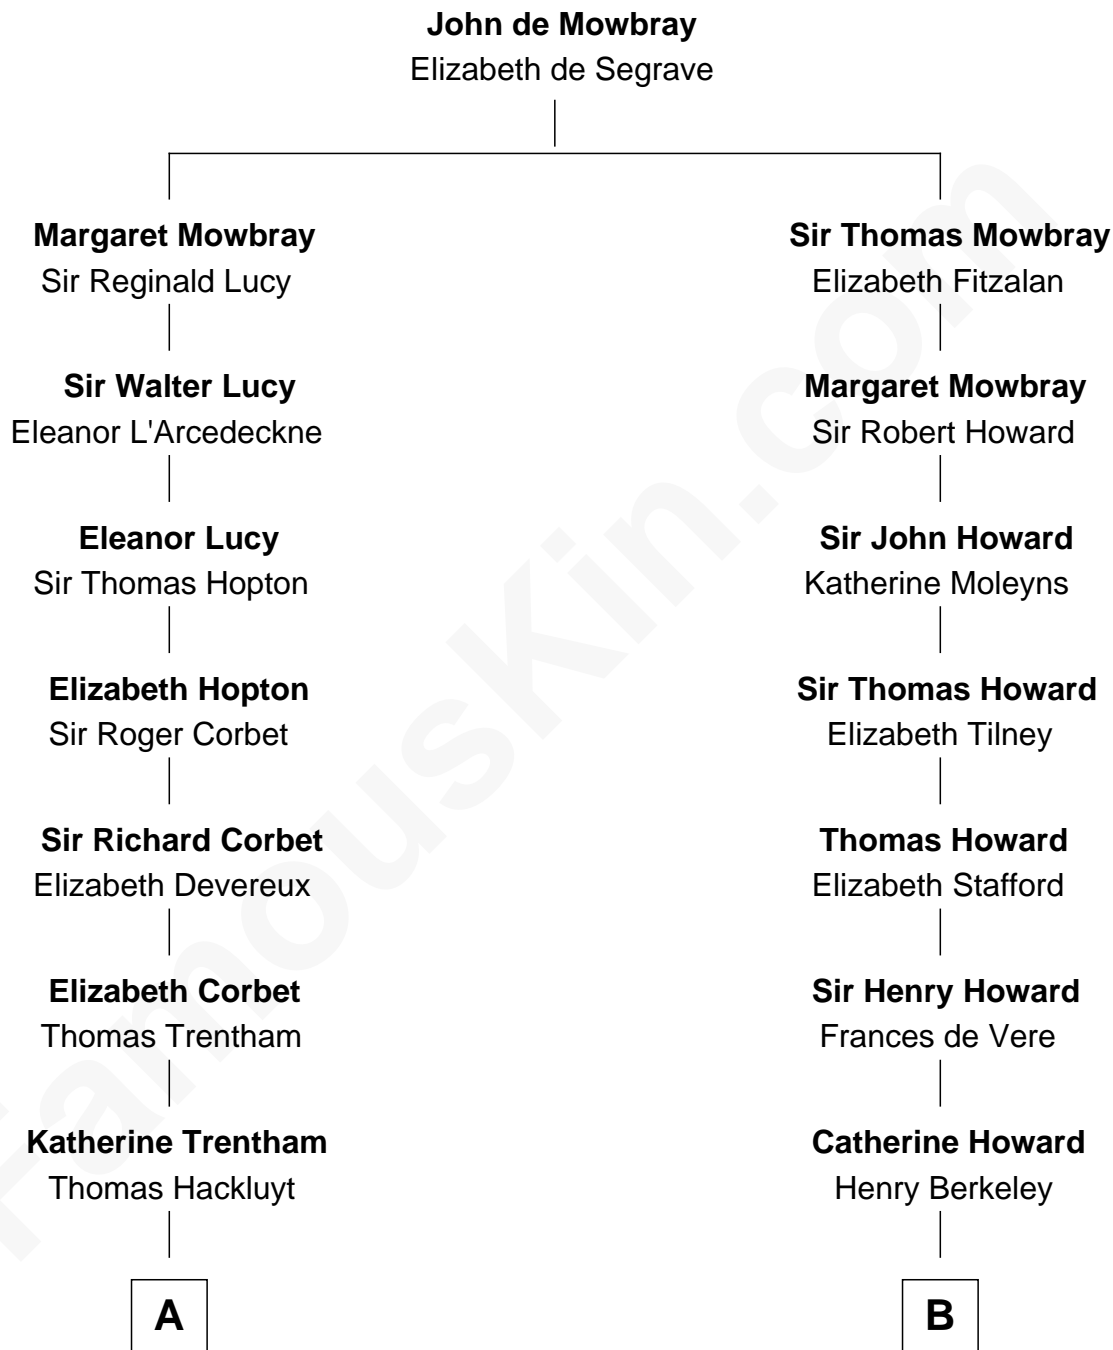 John de Mowbray
Elizabeth de Segrave
Margaret Mowbray
Sir Reginald Lucy
Sir Walter Lucy
Eleanor L'Arcedeckne
Eleanor Lucy
Sir Thomas Hopton
Elizabeth Hopton
Sir Roger Corbet
Sir Richard Corbet
Elizabeth Devereux
Elizabeth Corbet
Thomas Trentham
Katherine Trentham
Thomas Hackluyt
A
Sir Thomas Mowbray
Elizabeth Fitzalan
Margaret Mowbray
Sir Robert Howard
Sir John Howard
Katherine Moleyns
Sir Thomas Howard
Elizabeth Tilney
Thomas Howard
Elizabeth Stafford
Sir Henry Howard
Frances de Vere
Catherine Howard
Henry Berkeley
B
FamousKin.com